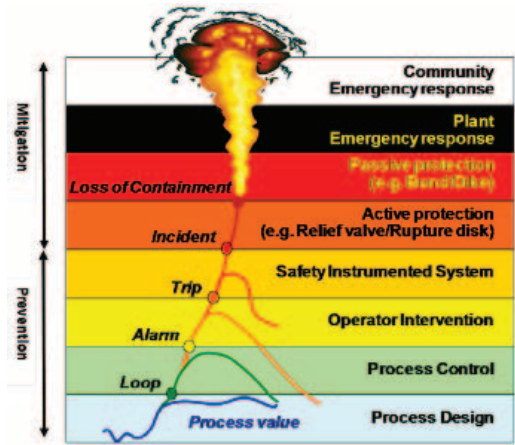 Community
Emergency response
Plant
Emergency response
Passive protection
(e.g. Bund/Dike)
Loss of Containment
Active protection
(e.g. Relief valve/Rupture disk)
Incident
Safety Instrumented System
Trip
Operator Intervention
Alarm
Process Control
Loop
Process value
Process Design
Mitigation
Prevention